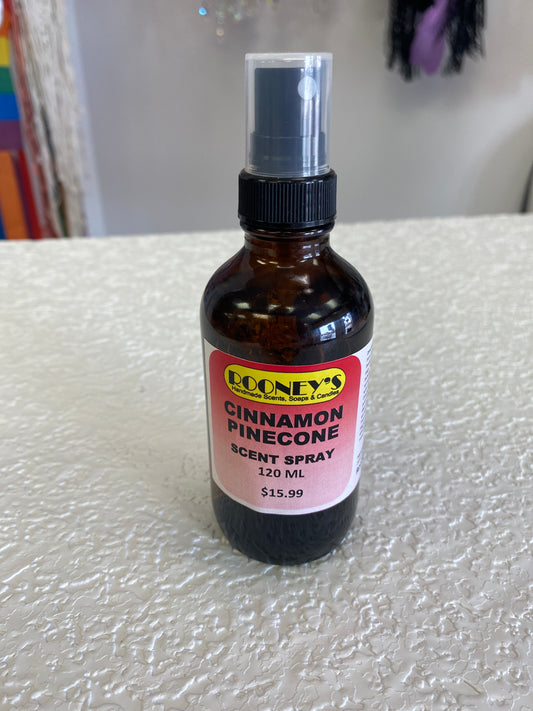 ROONEY'S
Handmade Scents, Soaps & Candles
CINNAMON
PINECONE
SCENT SPRAY
120 ML
$15.99